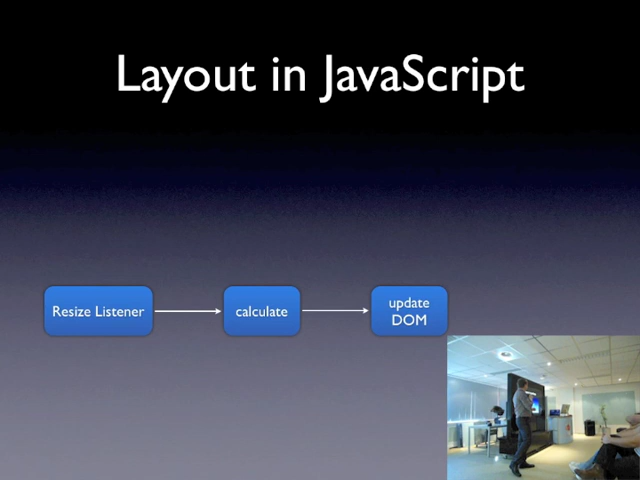 Layout in JavaScript
Resize Listener
calculate
update
DOM